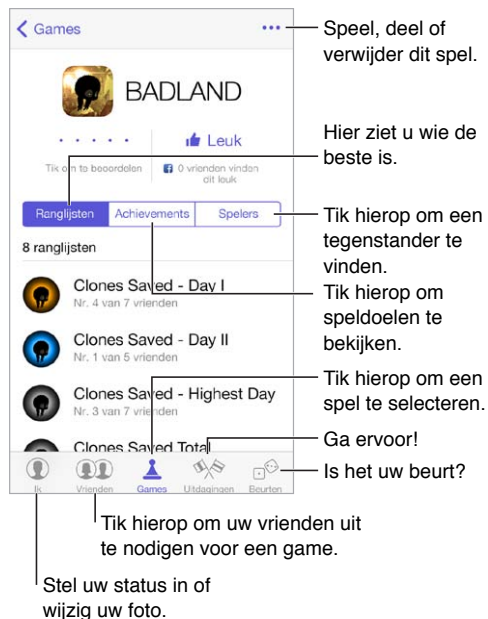 Games
•••
Speel, deel of
verwijder dit spel.
BADLAND
Leuk
Tik om te beoordelen
0 vrienden vinden
dit leuk
Hier ziet u wie de
beste is.
Ranglijsten
Achievements
Spelers
Tik hierop om een
tegenstander te
vinden.
8 ranglijsten
Clones Saved - Day I
Nr. 4 van 7 vrienden
Tik hierop om
speldoelen te
bekijken.
Clones Saved - Day II
Nr. 1 van 5 vrienden
Clones Saved - Highest Day
Nr. 3 van 7 vrienden
Tik hierop om een
spel te selecteren.
Clones Saved Total
Ga ervoor!
Ik
Vrienden
Games
Uitdagingen
Beurten
Is het uw beurt?
Tik hierop om uw vrienden uit
te nodigen voor een game.
Stel uw status in of
wijzig uw foto.